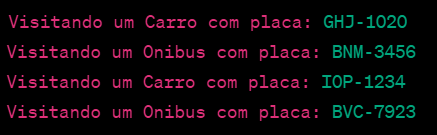 Visitando um Carro com placa: GHJ-1020
Visitando um Onibus com placa: BNM-3456
Visitando um Carro com placa: IOP-1234
Visitando um Onibus com placa: BVC-7923